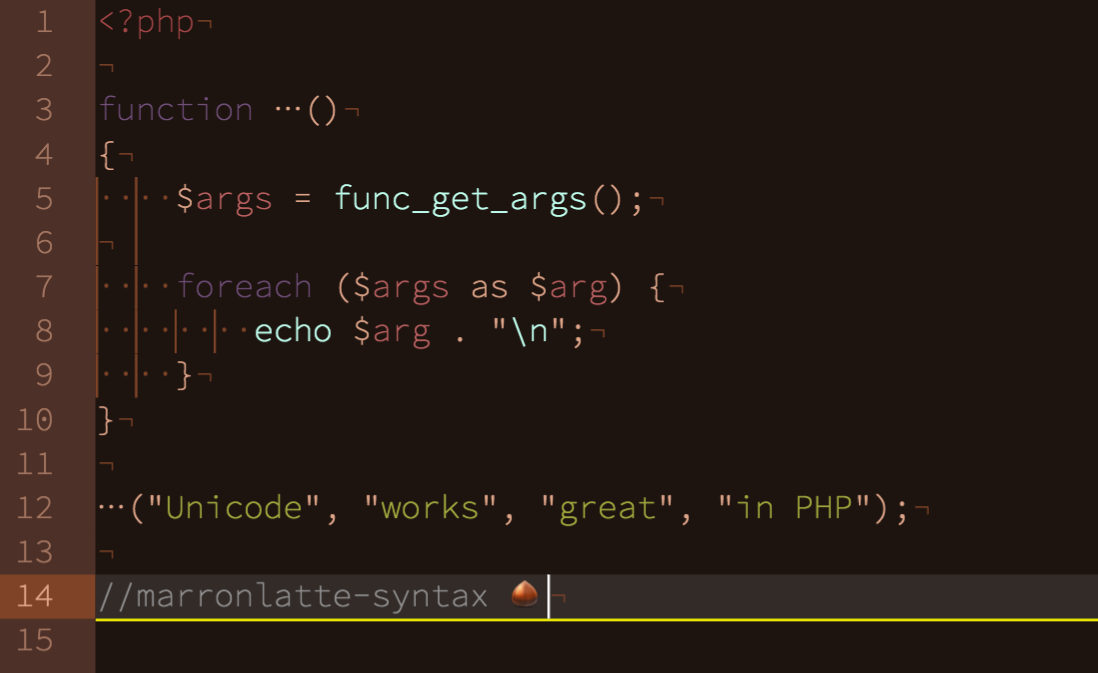 1 <?php¬
2 ¬
3 function …()¬
4 {¬
5 ····$args = func_get_args();¬
6 ¬
7 ····foreach ($args as $arg) {¬
8 ········echo $arg . "\n";¬
9 ····}¬
10 }¬
11 ¬
12 …("Unicode", "works", "great", "in PHP");¬
13 ¬
14 //marronlatte-syntax 🌰¬
15